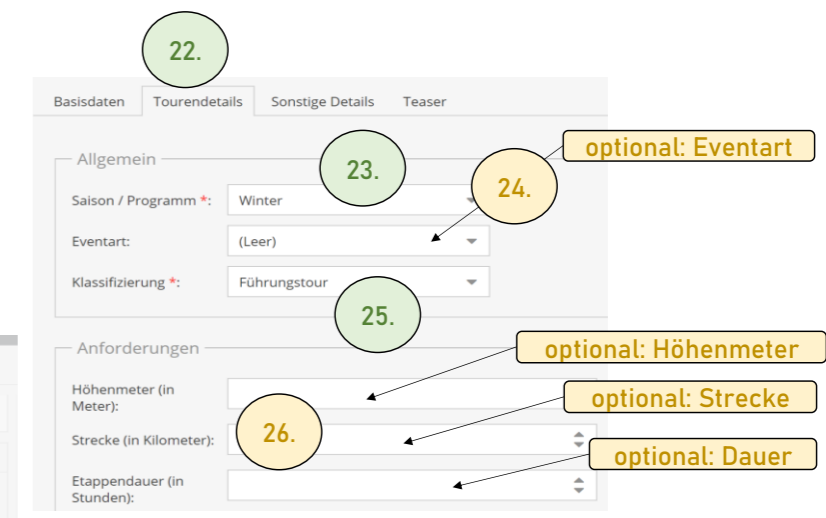 22.
Basisdaten Tourendetails Sonstige Details Teaser
optional: Eventart
Allgemein
23.
24.
Saison / Programm *: Winter
Eventart: (Leer)
Klassifizierung *: Führungstour
25.
Anforderungen
optional: Höhenmeter
Höhenmeter (in
Meter):
optional: Strecke
26.
Strecke (in Kilometer):
optional: Dauer
Etappendauer (in
Stunden):